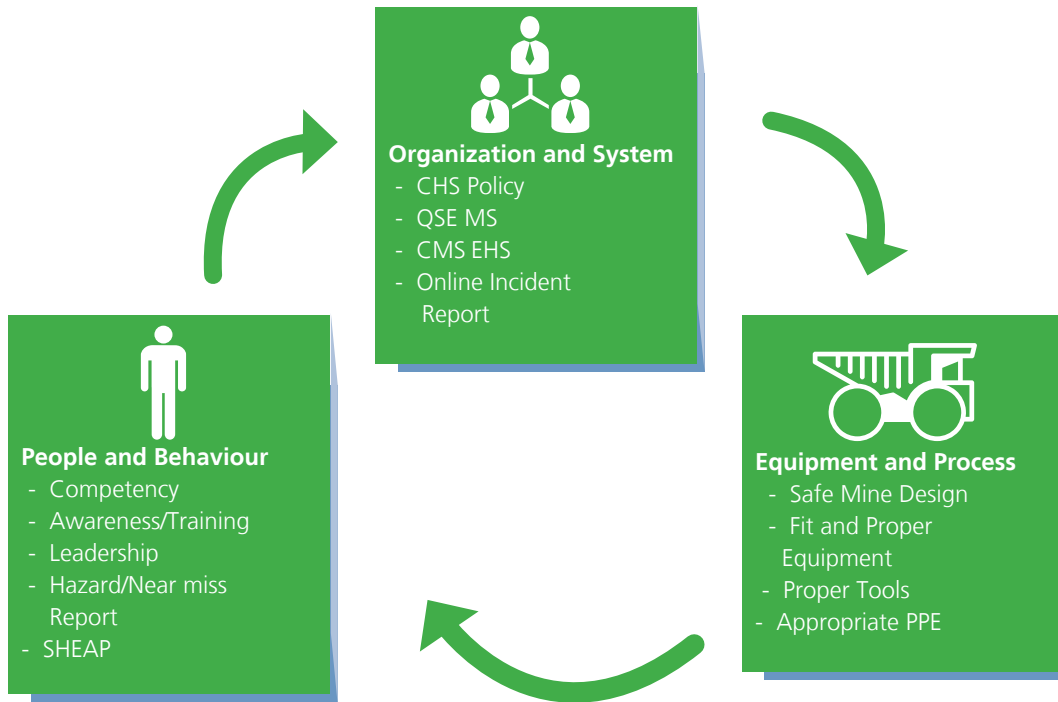 Organization and System
- CHS Policy
- QSE MS
- CMS EHS
- Online Incident
Report
People and Behaviour
- Competency
- Awareness/Training
- Leadership
- Hazard/Near miss
Report
- SHEAP
Equipment and Process
- Safe Mine Design
- Fit and Proper
Equipment
- Proper Tools
- Appropriate PPE